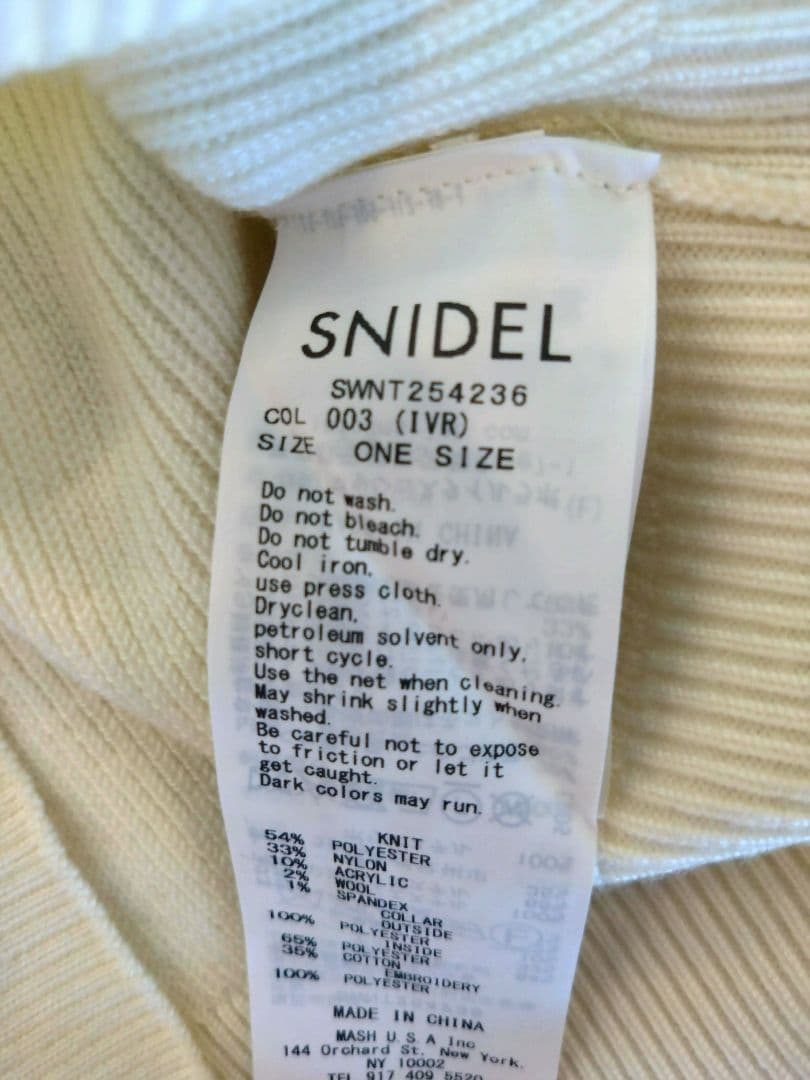 SNIDEL
SWNT254236
COL 003 (IVR)
SIZE ONE SIZE
Do not wash.
Do not bleach.
Do not tumble dry.
Cool iron,
use press cloth.
Dryclean,
petroleum solvent only,
short cycle.
Use the net when cleaning.
May shrink slightly when
washed.
Be careful not to expose
to friction or let it
get caught.
Dark colors may run.
KNIT
54% POLYESTER
33% NYLON
10% ACRYLIC
2% WOOL
1% SPANDEX
COLLAR
OUTSIDE
100% POLYESTER
INSIDE
65% POLYESTER
35% COTTON
EMBROIDERY
100% POLYESTER
MADE IN CHINA
MASH U.S.A Inc
144 Orchard St. New York.
NY 10002
TEL 917 409 5520